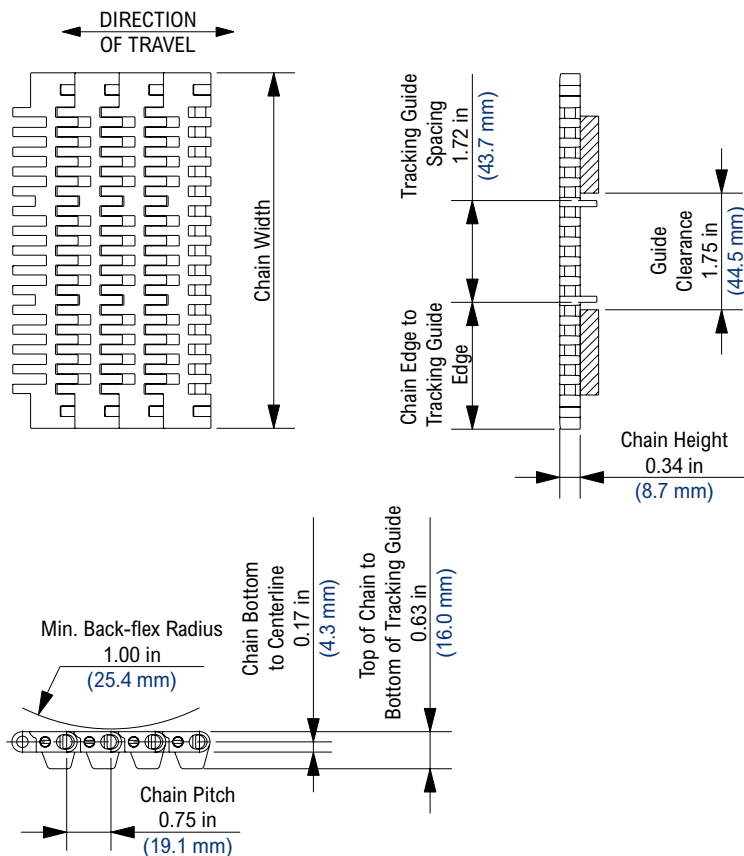 DIRECTION
OF TRAVEL
Chain Width
Tracking Guide
Spacing
1.72 in
(43.7 mm)
Guide
Clearance
1.75 in
(44.5 mm)
Chain Edge to
Tracking Guide
Edge
Chain Height
0.34 in
(8.7 mm)
Min. Back-flex Radius
1.00 in
(25.4 mm)
Chain Bottom
to Centerline
0.17 in
(4.3 mm)
Top of Chain to
Bottom of Tracking Guide
0.63 in
(16.0 mm)
Chain Pitch
0.75 in
(19.1 mm)